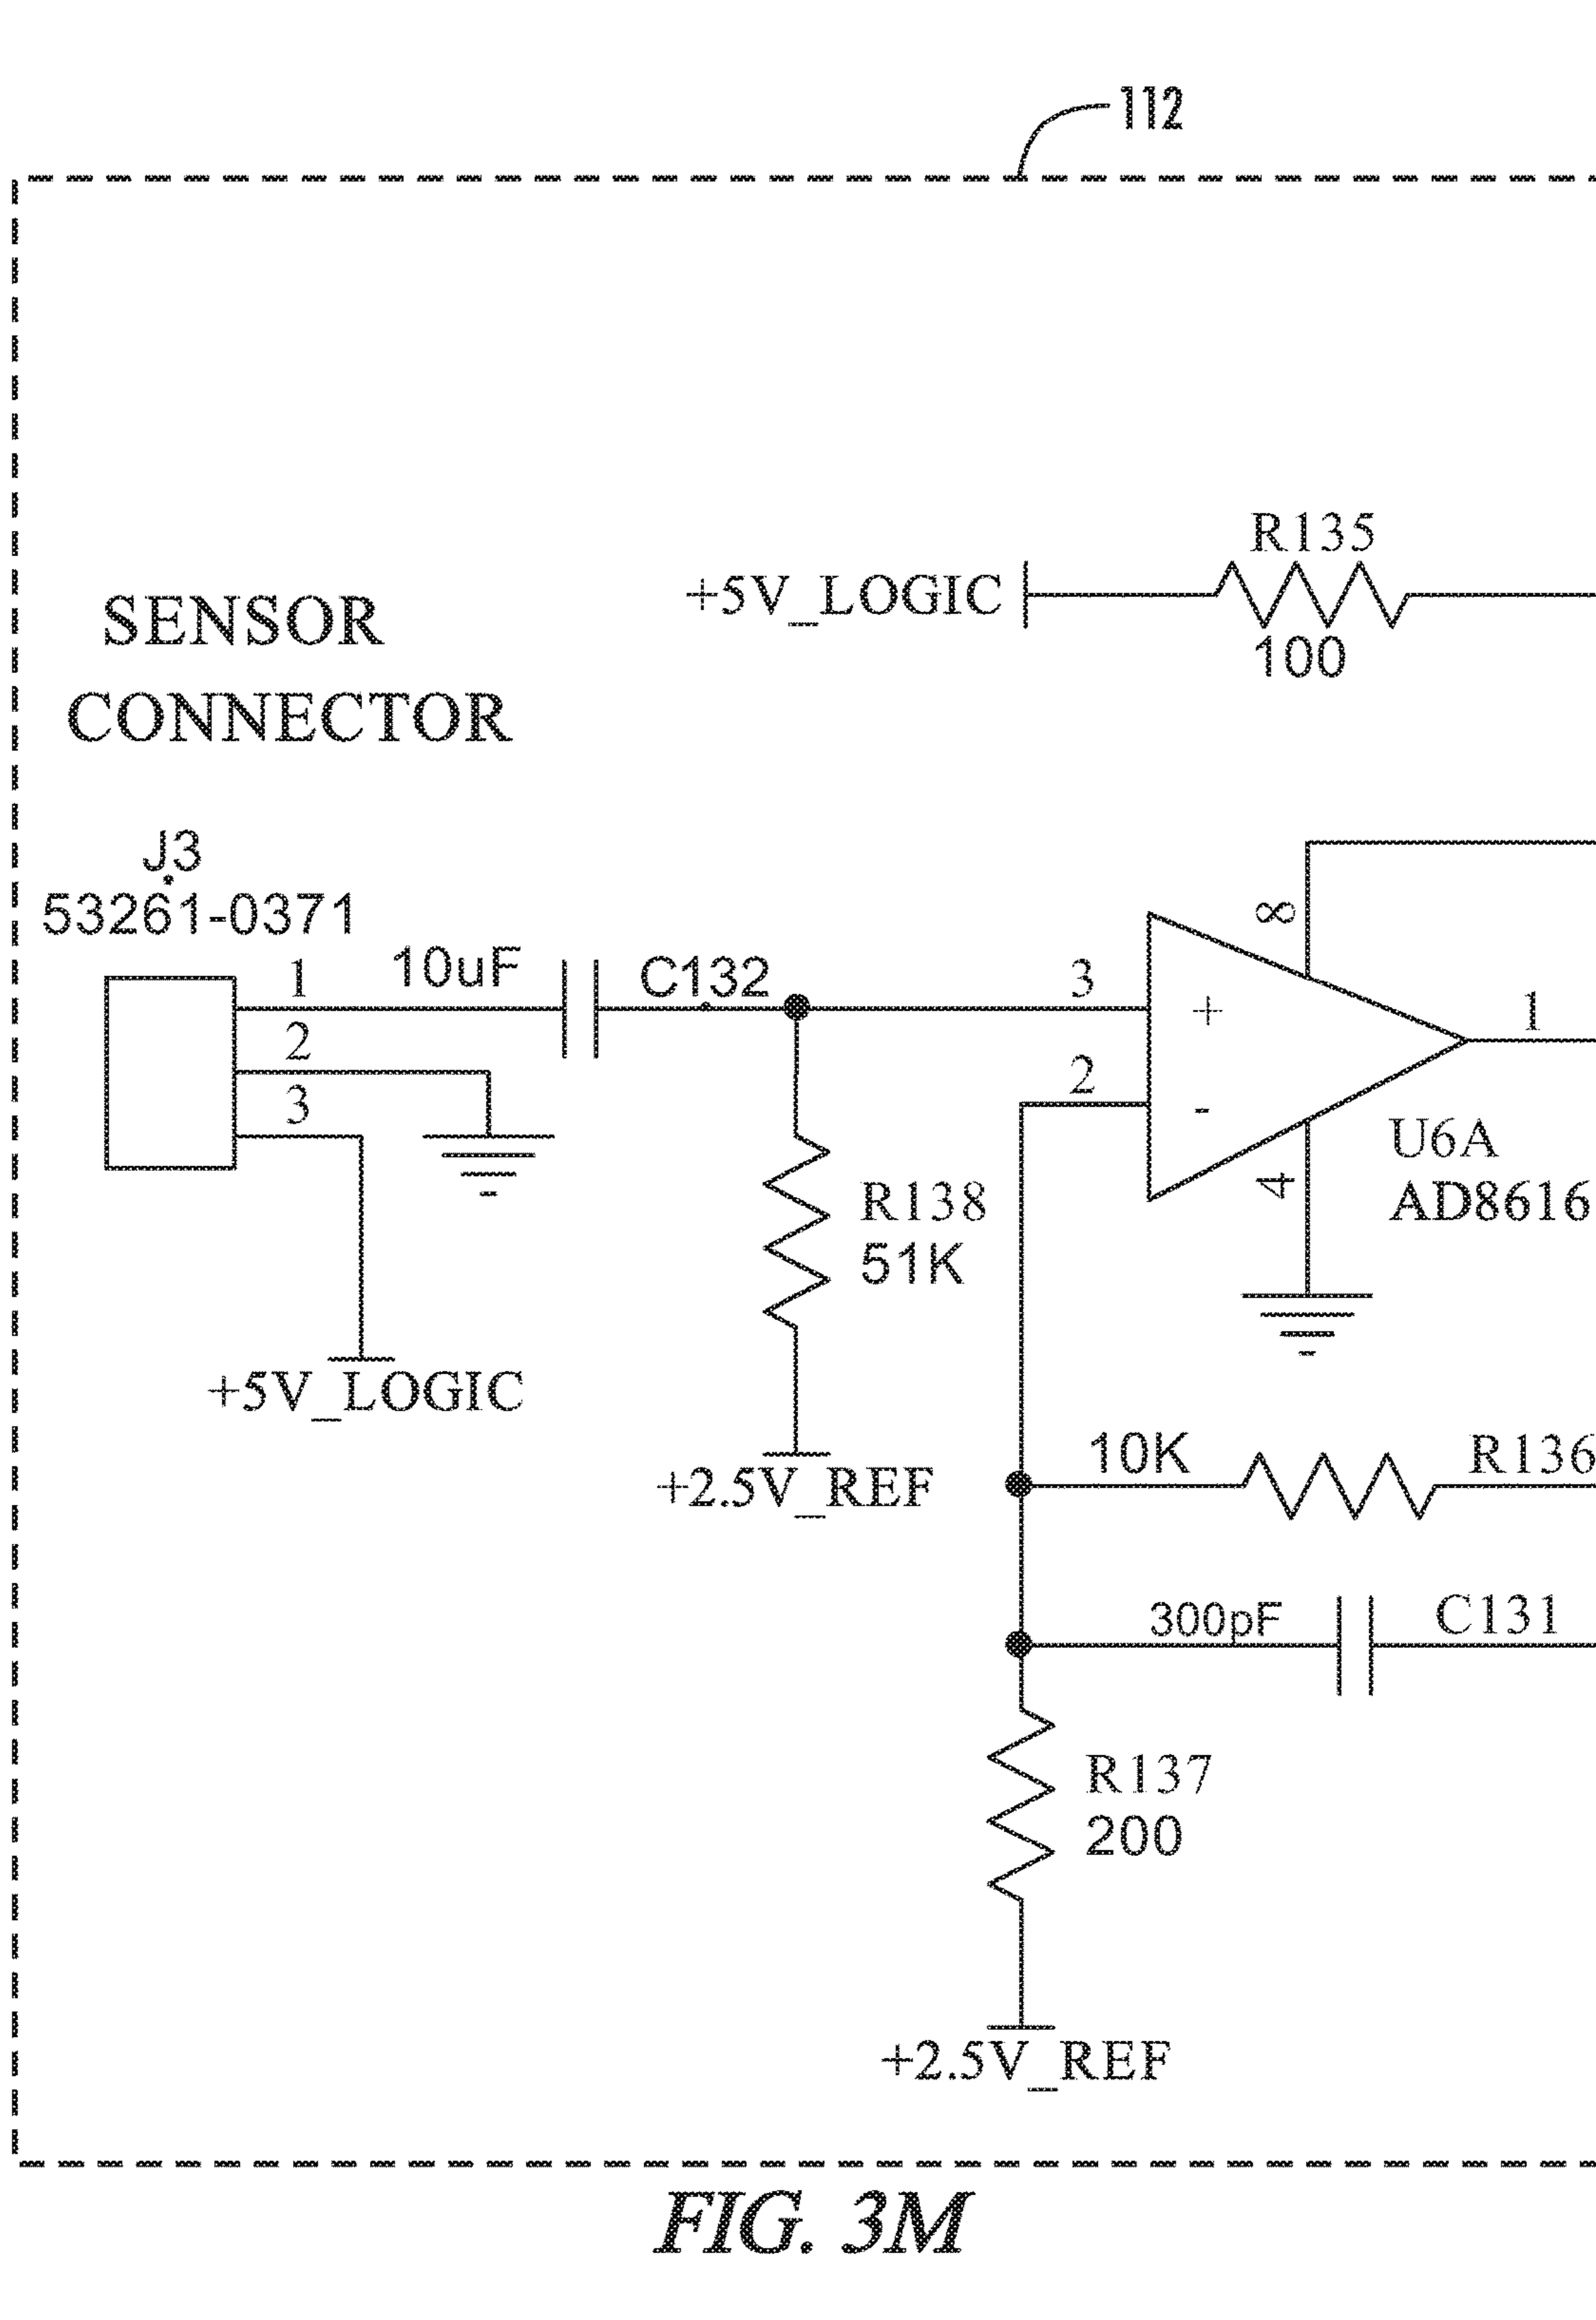 112
R135
+5V_LOGIC
100
SENSOR
CONNECTOR
J3
53261-0371
1
10uF
C132
2
3
3
+
2
-
8
1
4
U6A
AD8616
R138
51K
+5V_LOGIC
+2.5V_REF
10K
R136
300pF
C131
R137
200
+2.5V_REF
FIG. 3M